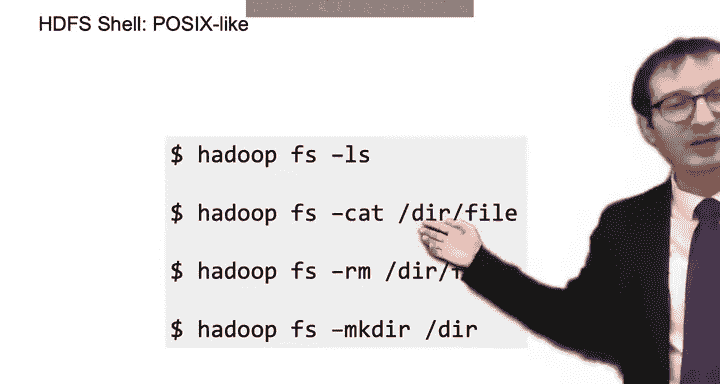 HDFS Shell: POSIX-like
$ hadoop fs –ls
$ hadoop fs –cat /dir/file
$ hadoop fs –rm
$ hadoop fs –mkdir /dir